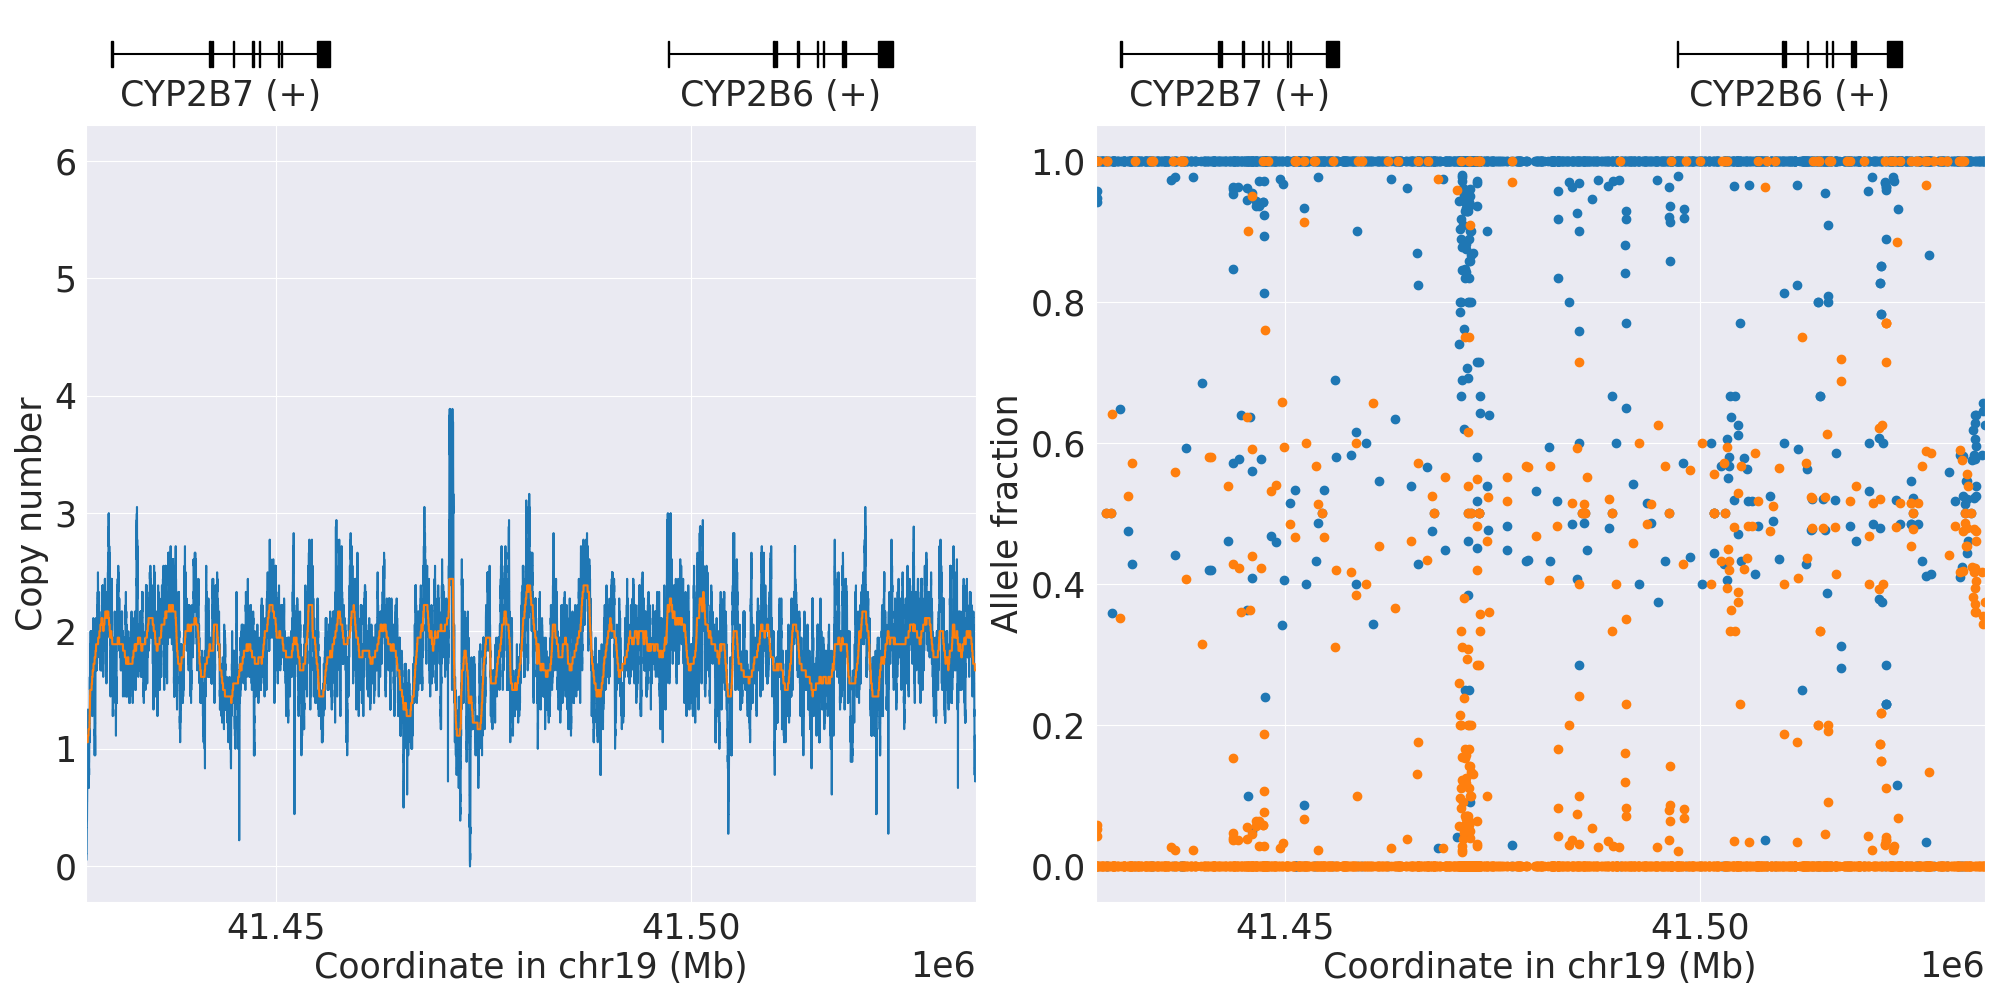 CYP2B7 (+)
CYP2B6 (+)
CYP2B7 (+)
CYP2B6 (+)
6
5
4
3
2
1
0
Copy number
41.45
41.50
Coordinate in chr19 (Mb)
1e6
1.0
0.8
0.6
0.4
0.2
0.0
Allele fraction
41.45
41.50
Coordinate in chr19 (Mb)
1e6